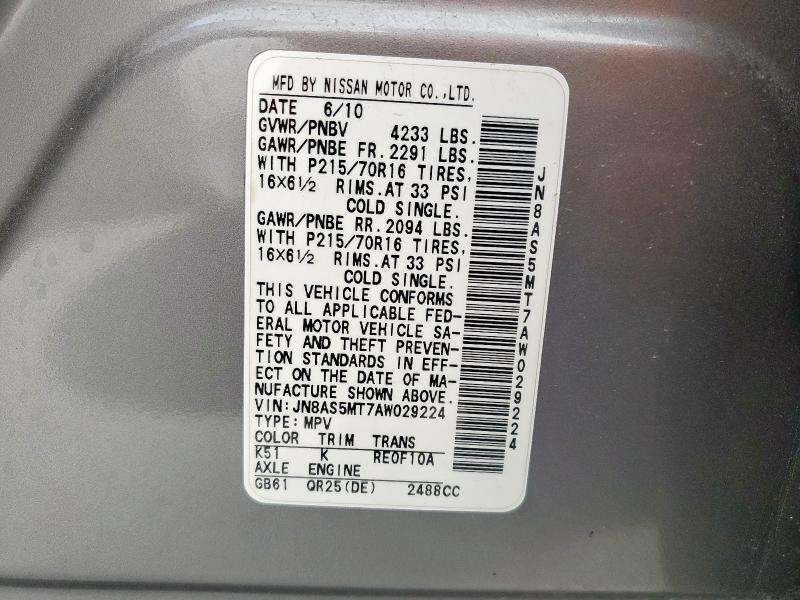 MFD BY NISSAN MOTOR CO.,LTD.
DATE 6/10
GVWR/PNBV 4233 LBS.
GAWR/PNBE FR. 2291 LBS.
WITH P215/70R16 TIRES,
16X6½ RIMS.AT 33 PSI
COLD SINGLE.
GAWR/PNBE RR. 2094 LBS.
WITH P215/70R16 TIRES,
16X6½ RIMS.AT 33 PSI
COLD SINGLE.
THIS VEHICLE CONFORMS
TO ALL APPLICABLE FED-
ERAL MOTOR VEHICLE SA-
FETY AND THEFT PREVEN-
TION STANDARDS IN EFF-
ECT ON THE DATE OF MA-
NUFACTURE SHOWN ABOVE.
VIN:JN8AS5MT7AW029224
TYPE: MPV
COLOR TRIM TRANS
K51 K RE0F10A
AXLE ENGINE
GB61 QR25(DE) 2488CC
JN8AS5MT7AW029224